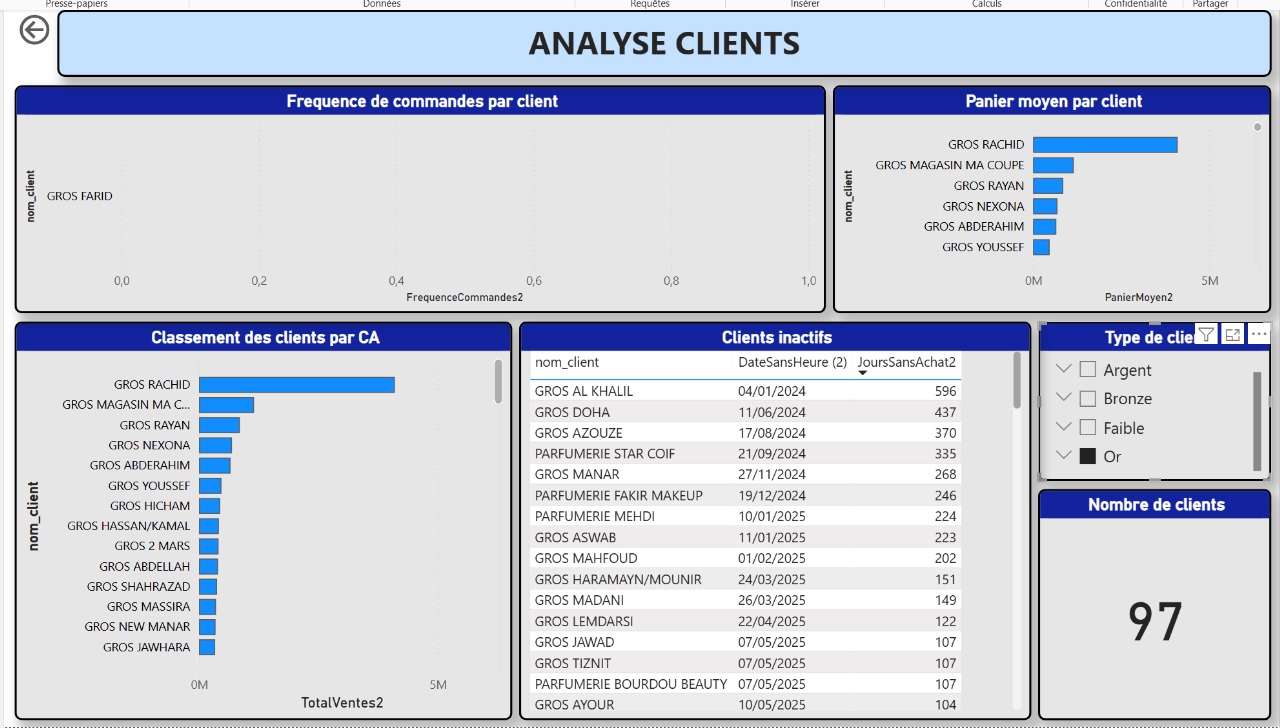 Presse-papiers Données Requêtes Insérer Calculs Confidentialité Partager
ANALYSE CLIENTS
Frequence de commandes par client
nom_client
GROS FARID
0,0 0,2 0,4 0,6 0,8 1,0
FrequenceCommandes2
Panier moyen par client
nom_client
GROS RACHID
GROS MAGASIN MA COUPE
GROS RAYAN
GROS NEXONA
GROS ABDERAHIM
GROS YOUSSEF
0M 5M
PanierMoyen2
Classement des clients par CA
nom_client
GROS RACHID
GROS MAGASIN MA C...
GROS RAYAN
GROS NEXONA
GROS ABDERAHIM
GROS YOUSSEF
GROS HICHAM
GROS HASSAN/KAMAL
GROS 2 MARS
GROS ABDELLAH
GROS SHAHRAZAD
GROS MASSIRA
GROS NEW MANAR
GROS JAWHARA
0M 5M
TotalVentes2
Clients inactifs
nom_client DateSansHeure (2) JoursSansAchat2
GROS AL KHALIL 04/01/2024 596
GROS DOHA 11/06/2024 437
GROS AZOUZE 17/08/2024 370
PARFUMERIE STAR COIF 21/09/2024 335
GROS MANAR 27/11/2024 268
PARFUMERIE FAKIR MAKEUP 19/12/2024 246
PARFUMERIE MEHDI 10/01/2025 224
GROS ASWAB 11/01/2025 223
GROS MAHFOUD 01/02/2025 202
GROS HARAMAYN/MOUNIR 24/03/2025 151
GROS MADANI 26/03/2025 149
GROS LEMDARSI 22/04/2025 122
GROS JAWAD 07/05/2025 107
GROS TIZNIT 07/05/2025 107
PARFUMERIE BOURDOU BEAUTY 07/05/2025 107
GROS AYOUR 10/05/2025 104
Type de clie
Argent
Bronze
Faible
Or
Nombre de clients
97